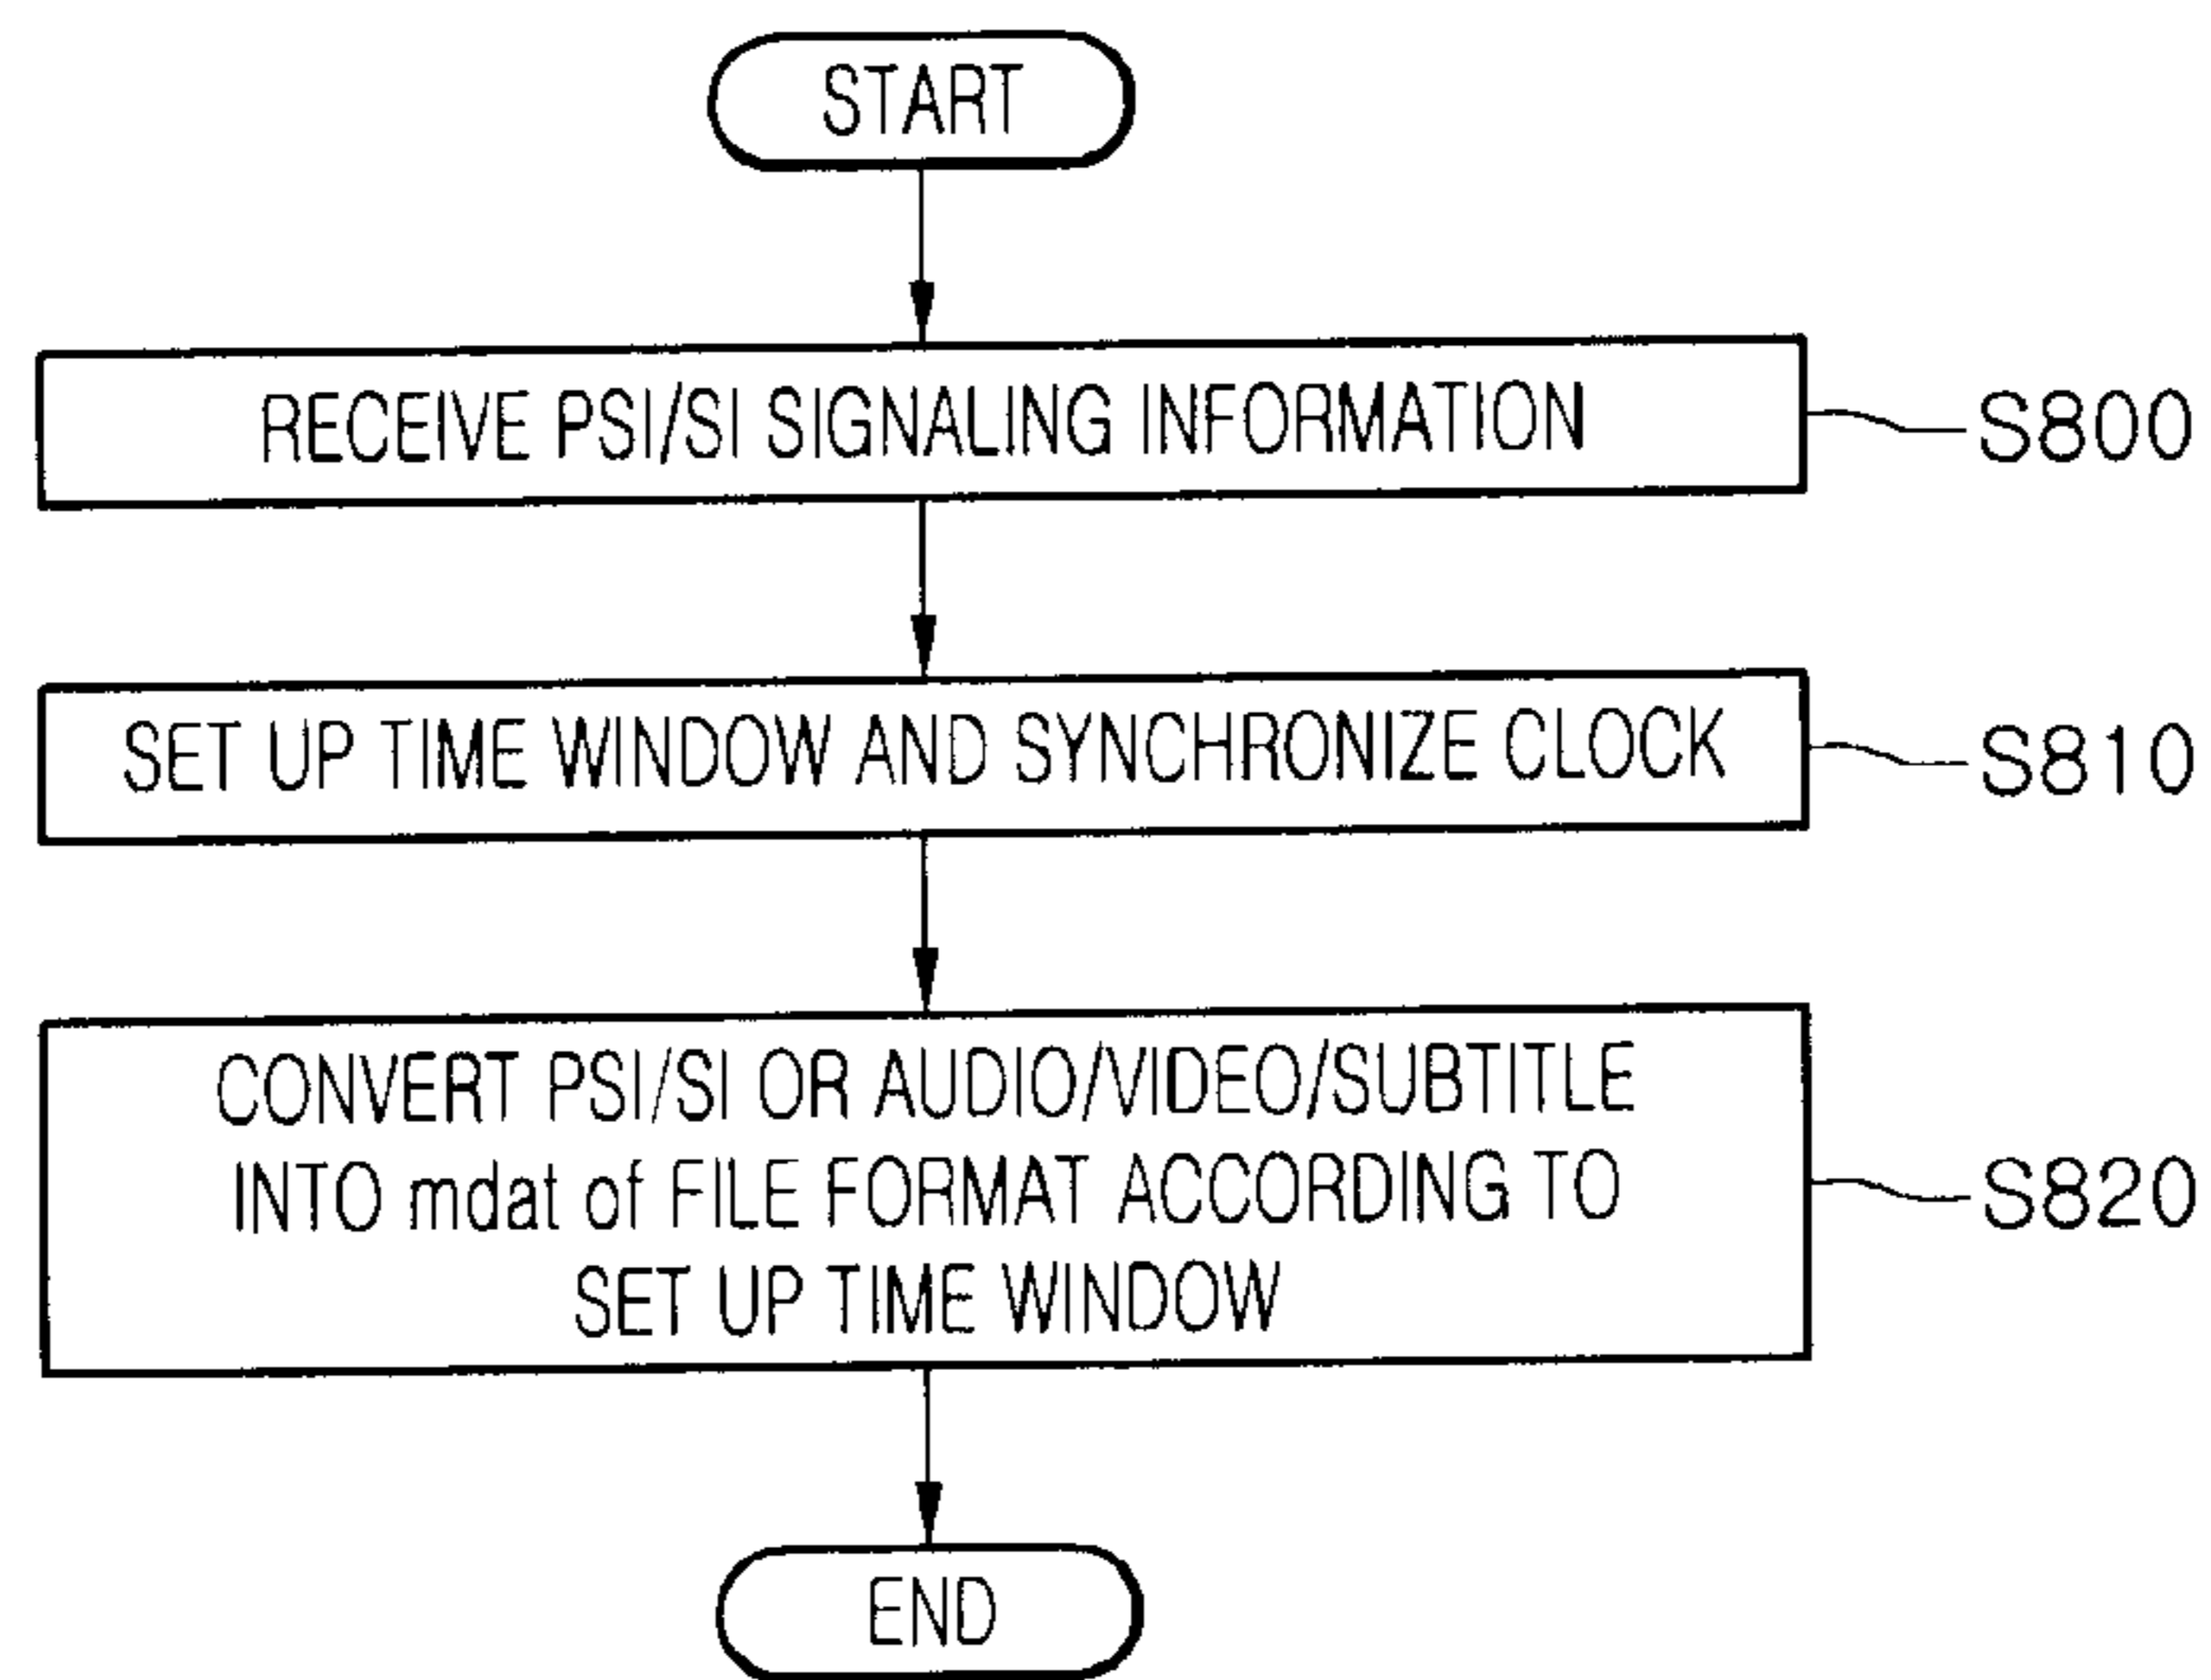 START
RECEIVE PSI/SI SIGNALING INFORMATION
S800
SET UP TIME WINDOW AND SYNCHRONIZE CLOCK
S810
CONVERT PSI/SI OR AUDIO/VIDEO/SUBTITLE
INTO mdat of FILE FORMAT ACCORDING TO
SET UP TIME WINDOW
S820
END